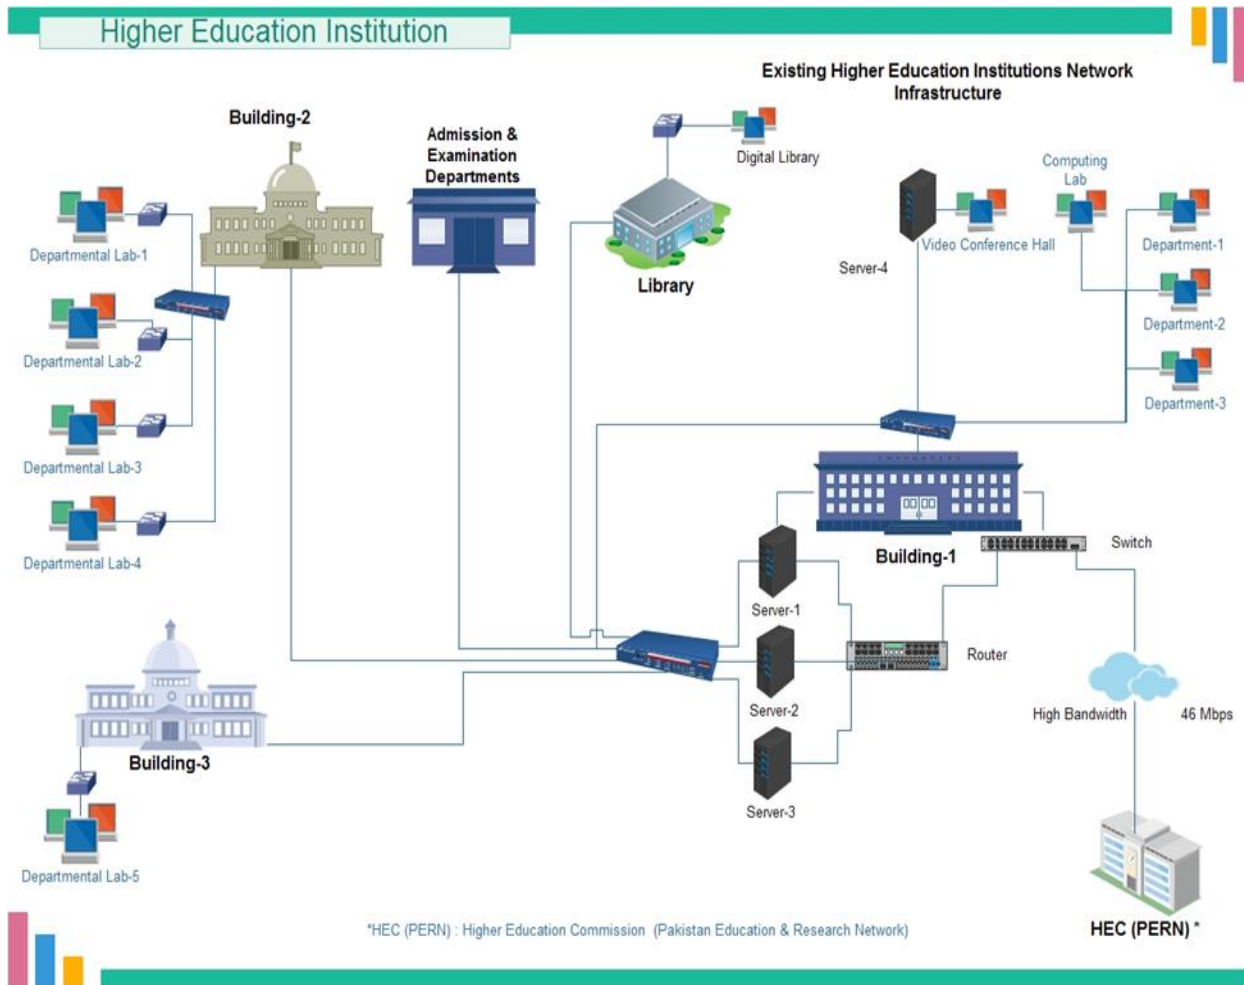 Higher Education Institution
Existing Higher Education Institutions Network
Infrastructure
Building-2
Admission &
Examination
Departments
Digital Library
Computing
Lab
Departmental Lab-1
Library
Server-4
Video Conference Hall
Department-1
Departmental Lab-2
Department-2
Department-3
Departmental Lab-3
Departmental Lab-4
Building-1
Switch
Server-1
Router
Server-2
High Bandwidth
46 Mbps
Building-3
Server-3
Departmental Lab-5
*HEC (PERN) : Higher Education Commission (Pakistan Education & Research Network)
HEC (PERN) *